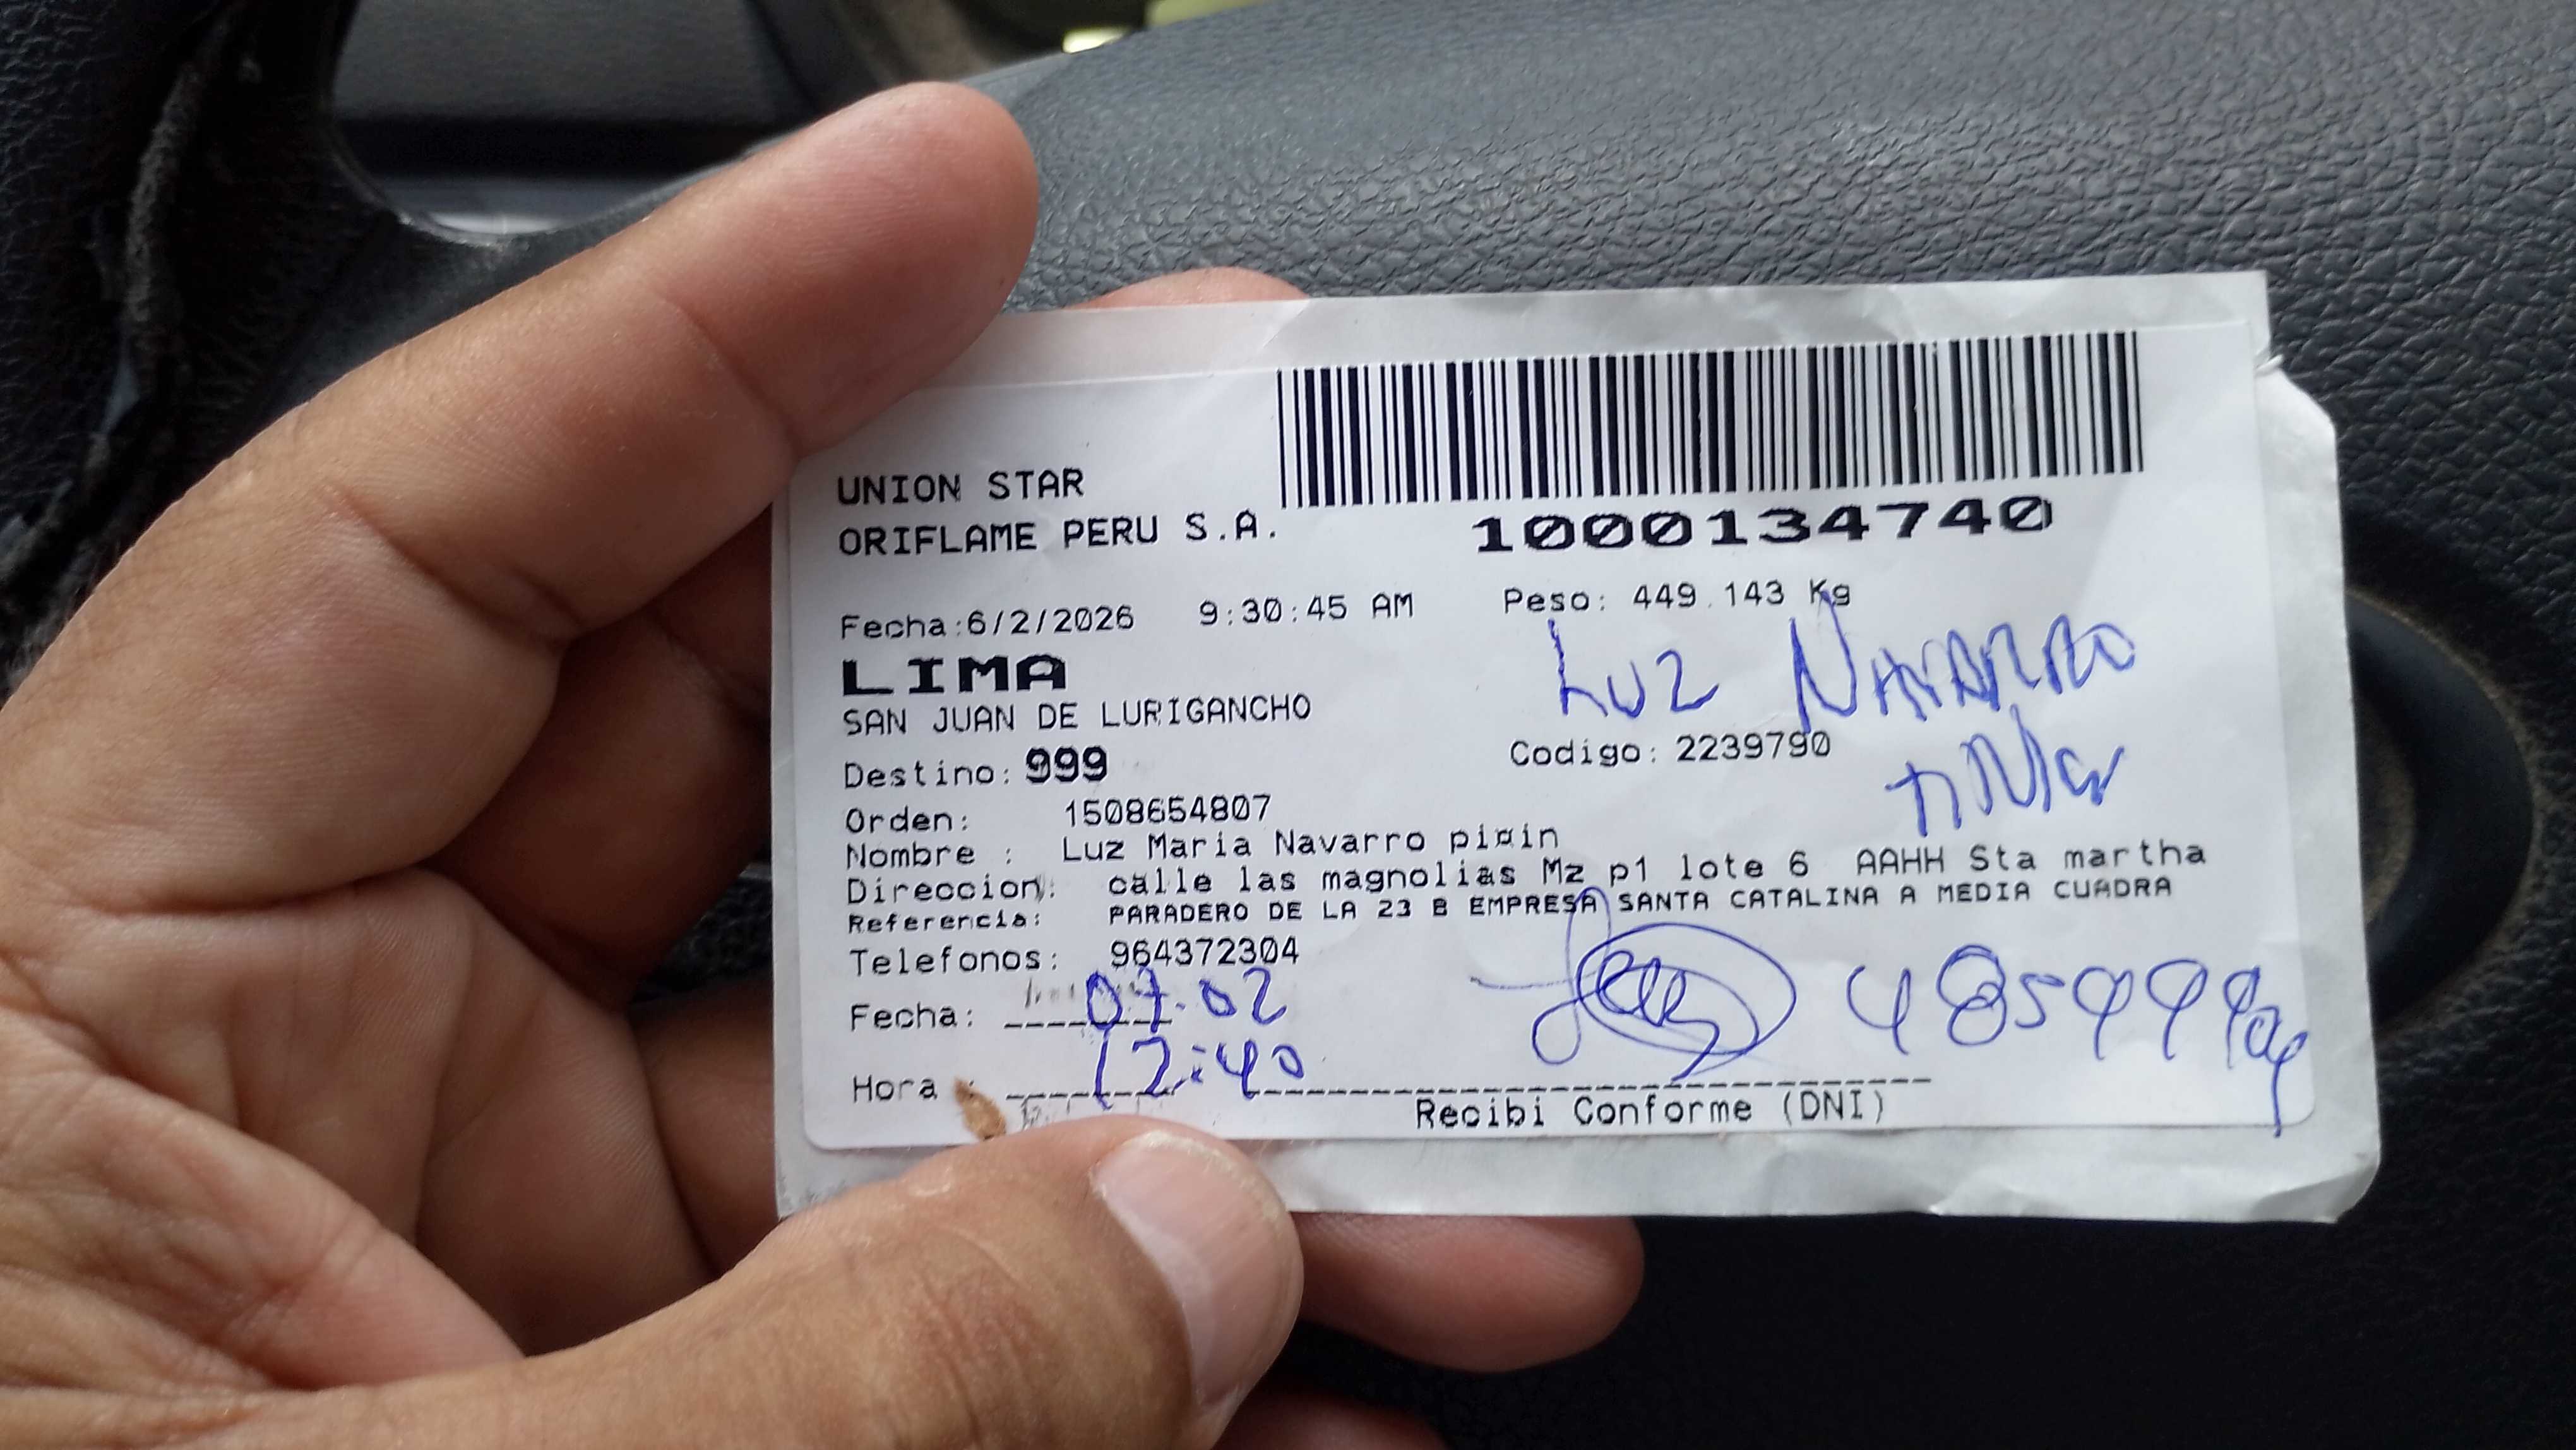 UNION STAR
ORIFLAME PERU S.A.
1000134740
Fecha:6/2/2026 9:30:45 AM Peso: 449.143 Kg
LIMA
LUZ NAVARRO
SAN JUAN DE LURIGANCHO
Destino: 999 Codigo: 2239790
Orden: 1508654807
Nombre : Luz Maria Navarro pi¤in
Direccion: calle las magnolias Mz p1 lote 6 AAHH Sta martha
Referencia: PARADERO DE LA 23 B EMPRESA SANTA CATALINA A MEDIA CUADRA
Telefonos: 964372304
Fecha: 07.02
Hora : 12:40
Recibi Conforme (DNI)